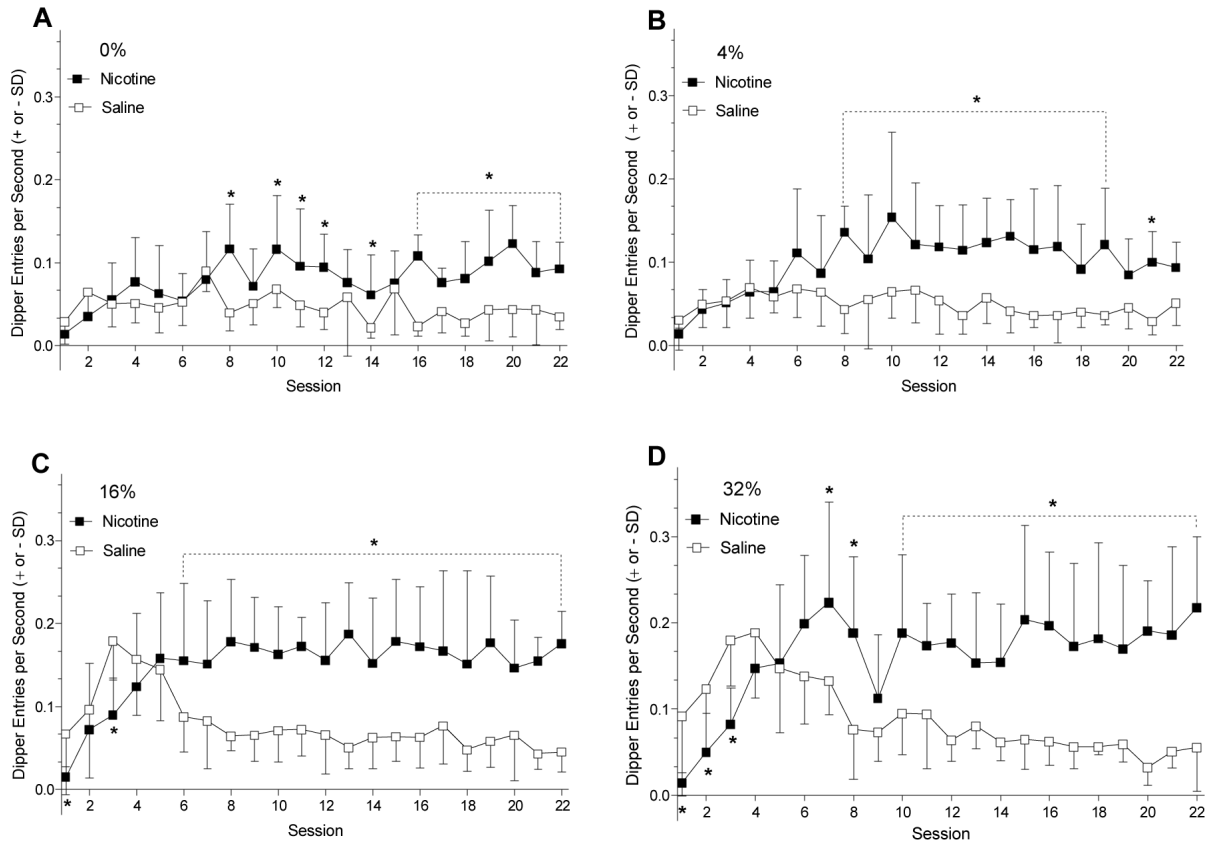 A
0%
Nicotine
Saline
Dipper Entries per Second (+ or - SD)
0.3
0.2
0.1
0.0
* * * * * *
2 4 6 8 10 12 14 16 18 20 22
Session
B
4%
Nicotine
Saline
Dipper Entries per Second (+ or - SD)
0.3
0.2
0.1
0.0
* *
2 4 6 8 10 12 14 16 18 20 22
Session
C
16%
Nicotine
Saline
Dipper Entries per Second (+ or - SD)
0.3
0.2
0.1
0.0
*
*
* 2 4 6 8 10 12 14 16 18 20 22
Session
D
32%
Nicotine
Saline
Dipper Entries per Second (+ or - SD)
0.3
0.2
0.1
0.0
* * *
*
*
* 2 4 6 8 10 12 14 16 18 20 22
Session